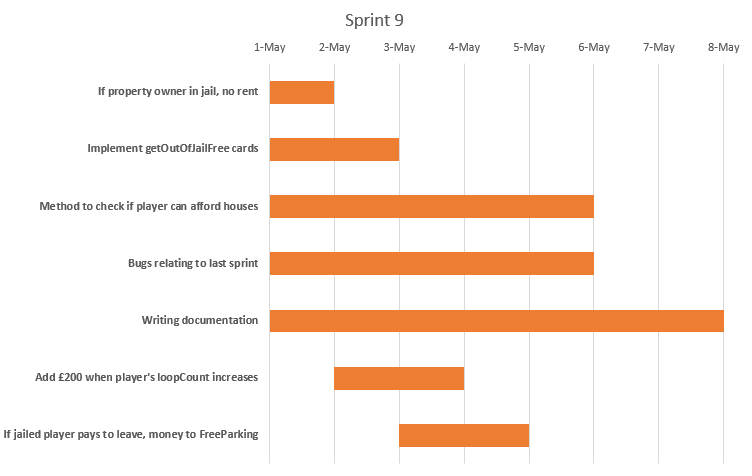 Sprint 9
1-May 2-May 3-May 4-May 5-May 6-May 7-May 8-May
If property owner in jail, no rent
Implement getOutOfJailFree cards
Method to check if player can afford houses
Bugs relating to last sprint
Writing documentation
Add £200 when player's loopCount increases
If jailed player pays to leave, money to FreeParking